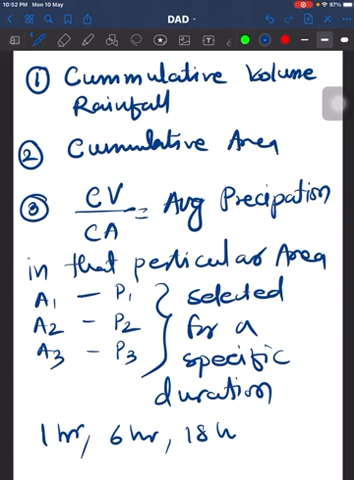 10:52 PM Mon 10 May
97%
DAD
① Cummulative Volume
Rainfall
② Cumulative Area
③ CV/CA = Avg Precipation
in that perticular Area
A1 — P1 } selected
A2 — P2 for a
A3 — P3 specific
duration
1 hr, 6 hr, 18 h